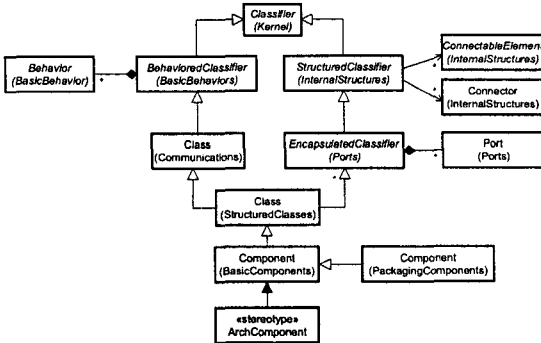 Classifier
(Kernel)
Behavior
(BasicBehavior)
*
BehavioredClassifier
(BasicBehaviors)
StructuredClassifier
(InternalStructures)
*
ConnectableElement
(InternalStructures)
*
Connector
(InternalStructures)
Class
(Communications)
EncapsulatedClassifier
(Ports)
*
Port
(Ports)
*
Class
(StructuredClasses)
Component
(BasicComponents)
Component
(PackagingComponents)
«stereotype»
ArchComponent